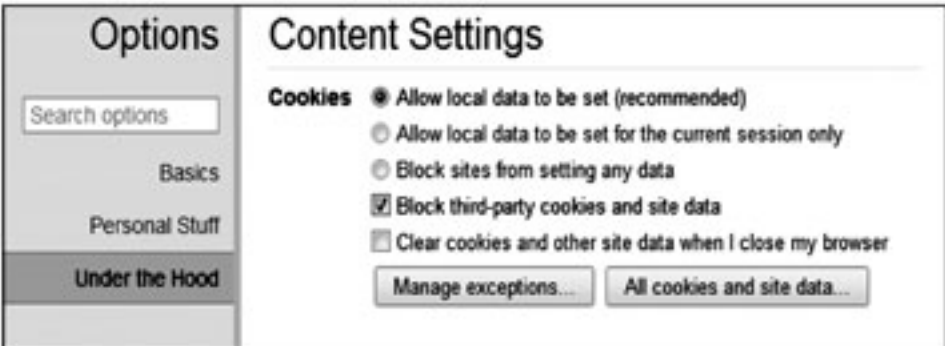 Options
Search options
Basics
Personal Stuff
Under the Hood
Content Settings
Cookies Allow local data to be set (recommended)
Allow local data to be set for the current session only
Block sites from setting any data
Block third-party cookies and site data
Clear cookies and other site data when I close my browser
Manage exceptions... All cookies and site data...